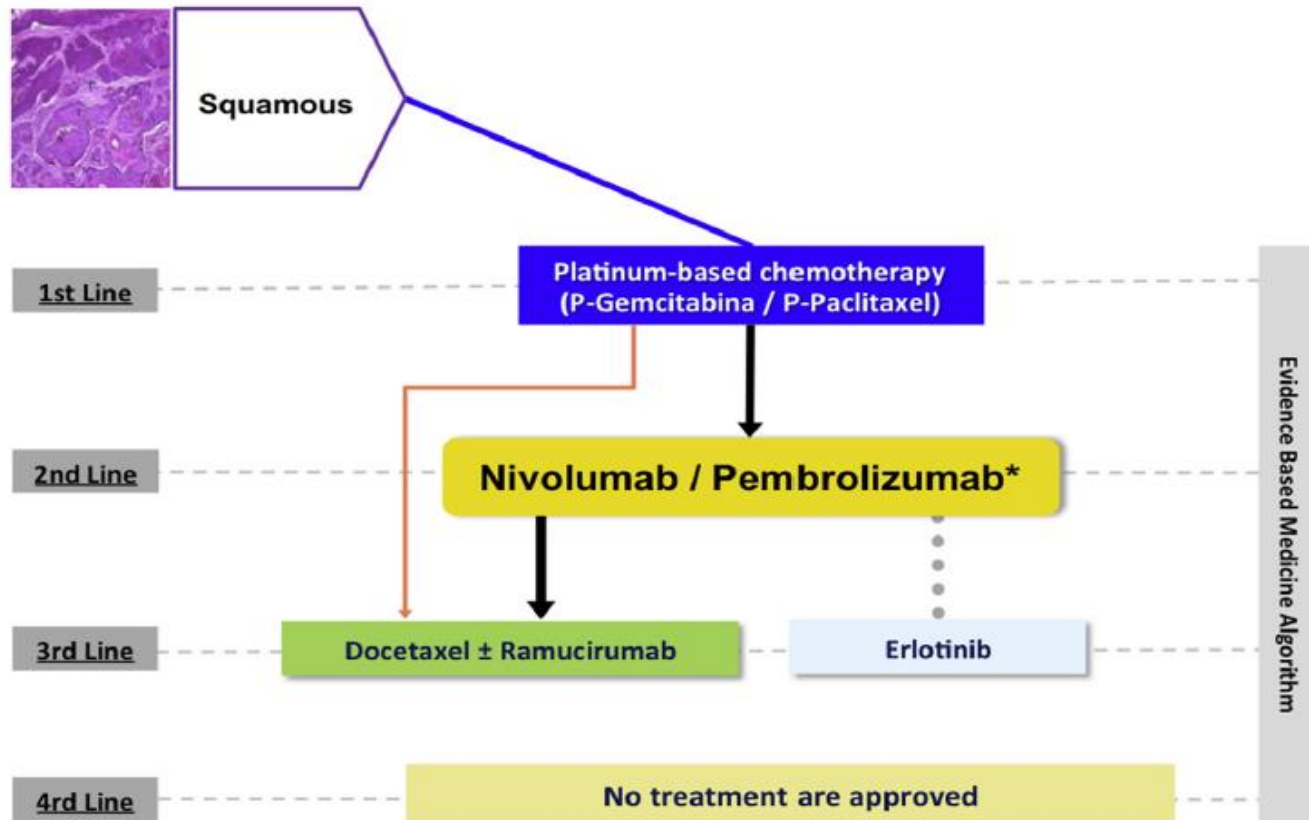 Squamous
1st Line
Platinum-based chemotherapy
(P-Gemcitabina / P-Paclitaxel)
2nd Line
Nivolumab / Pembrolizumab*
3rd Line
Docetaxel ± Ramucirumab
Erlotinib
4rd Line
No treatment are approved
Evidence Based Medicine Algorithm